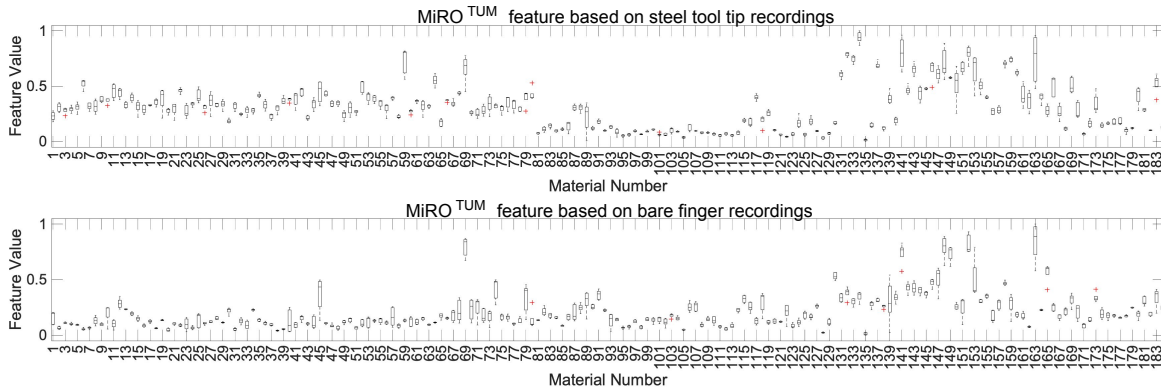 MiRO TUM feature based on steel tool tip recordings
1
0.5
0
Feature Value
1 3 5 7 9 11 13 15 17 19 21 23 25 27 29 31 33 35 37 39 41 43 45 47 49 51 53 55 57 59 61 63 65 67 69 71 73 75 77 79 81 83 85 87 89 91 93 95 97 99 101 103 105 107 109 111 113 115 117 119 121 123 125 127 129 131 133 135 137 139 141 143 145 147 149 151 153 155 157 159 161 163 165 167 169 171 173 175 177 179 181 183
Material Number
MiRO TUM feature based on bare finger recordings
1
0.5
0
Feature Value
1 3 5 7 9 11 13 15 17 19 21 23 25 27 29 31 33 35 37 39 41 43 45 47 49 51 53 55 57 59 61 63 65 67 69 71 73 75 77 79 81 83 85 87 89 91 93 95 97 99 101 103 105 107 109 111 113 115 117 119 121 123 125 127 129 131 133 135 137 139 141 143 145 147 149 151 153 155 157 159 161 163 165 167 169 171 173 175 177 179 181 183
Material Number